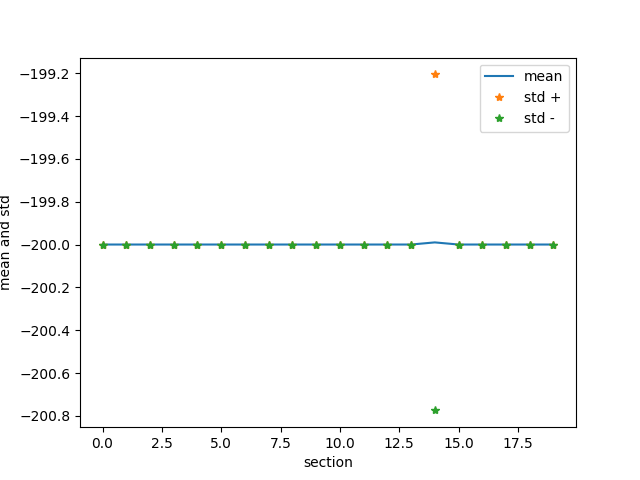 mean
std +
std -
−199.2
−199.4
−199.6
−199.8
−200.0
−200.2
−200.4
−200.6
−200.8
mean and std
0.0 2.5 5.0 7.5 10.0 12.5 15.0 17.5
section